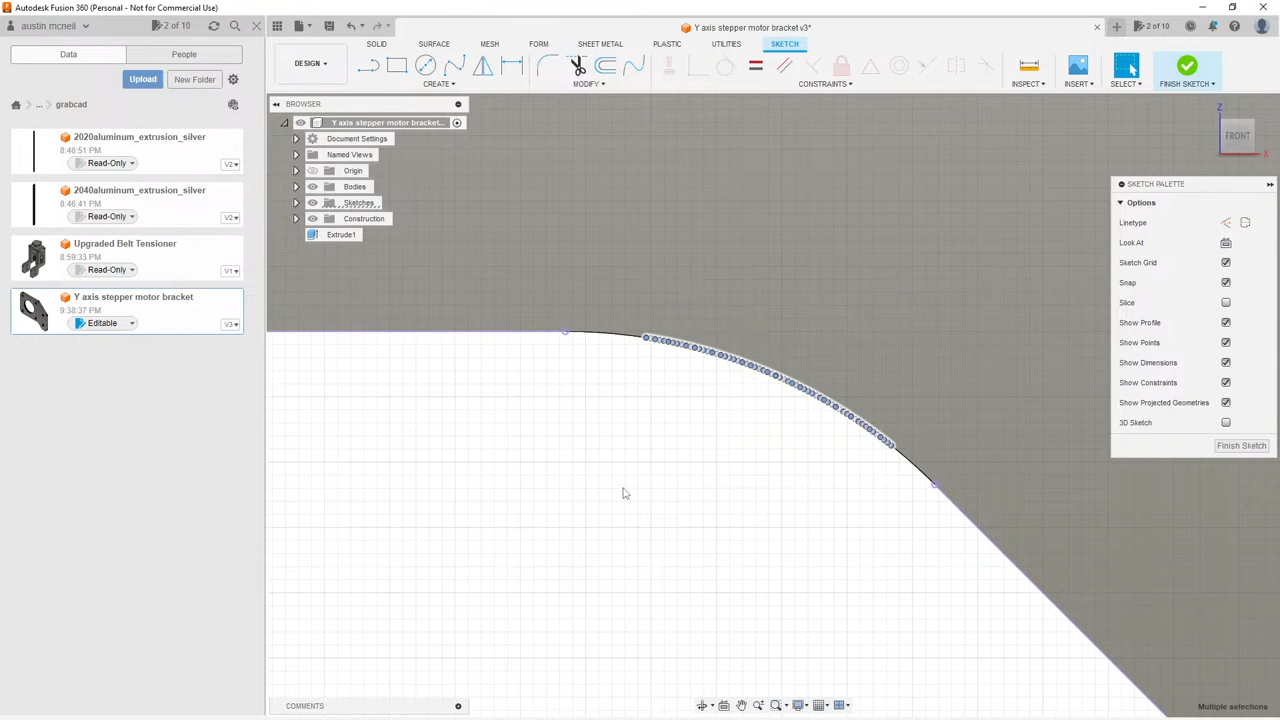 Autodesk Fusion 360 (Personal - Not for Commercial Use)
austin mcneil
2 of 10
Y axis stepper motor bracket v3*
2 of 10
Data
People
Upload
New Folder
...
grabcad
2020aluminum_extrusion_silver
8:46:51 PM
Read-Only
V2
2040aluminum_extrusion_silver
8:46:41 PM
Read-Only
V2
Upgraded Belt Tensioner
8:59:33 PM
Read-Only
V1
Y axis stepper motor bracket
9:38:37 PM
Editable
V3
DESIGN
SOLID
SURFACE
MESH
FORM
SHEET METAL
PLASTIC
UTILITIES
SKETCH
CREATE
MODIFY
CONSTRAINTS
INSPECT
INSERT
SELECT
FINISH SKETCH
BROWSER
Y axis stepper motor bracket...
Document Settings
Named Views
Origin
Bodies
Sketches
Construction
Extrude1
Z
FRONT
X
SKETCH PALETTE
Options
Linetype
Look At
Sketch Grid
Snap
Slice
Show Profile
Show Points
Show Dimensions
Show Constraints
Show Projected Geometries
3D Sketch
Finish Sketch
COMMENTS
Multiple selections